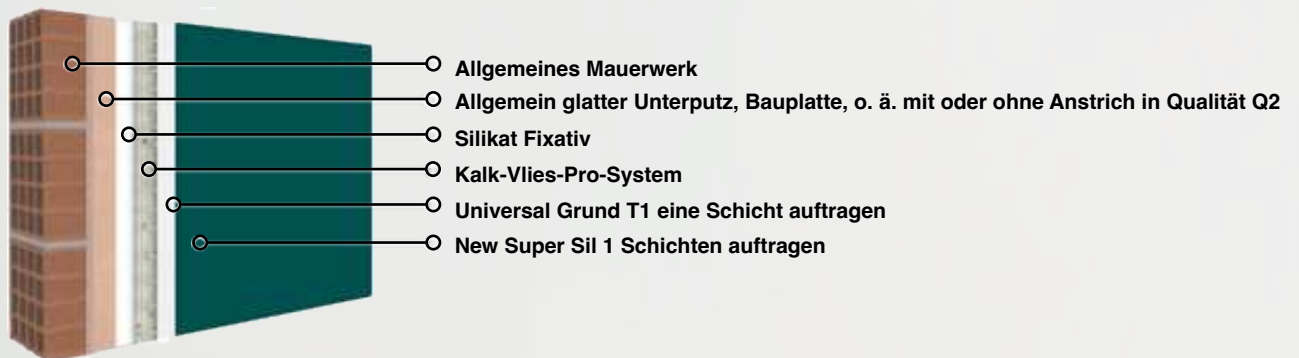 Allgemeines Mauerwerk
Allgemein glatter Unterputz, Bauplatte, o. ä. mit oder ohne Anstrich in Qualität Q2
Silikat Fixativ
Kalk-Vlies-Pro-System
Universal Grund T1 eine Schicht auftragen
New Super Sil 1 Schichten auftragen